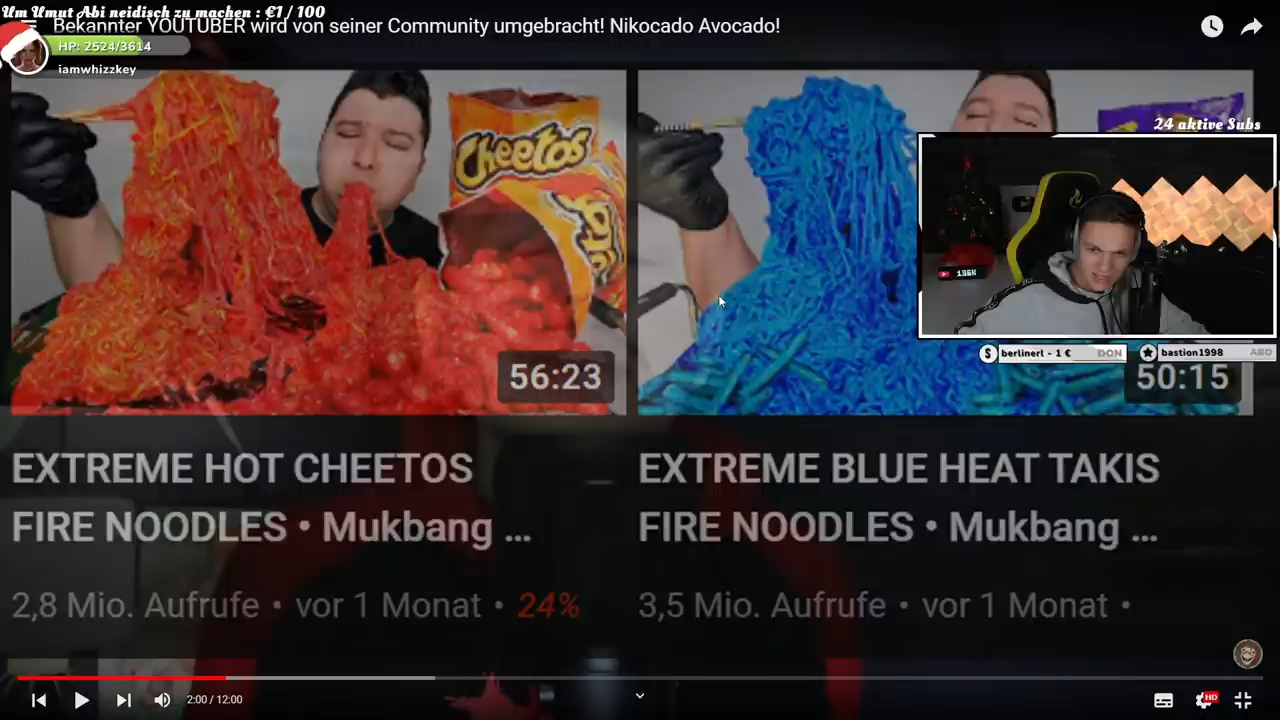 Um Umut Abi neidisch zu machen : €1 / 100
Bekannter YOUTUBER wird von seiner Community umgebracht! Nikocado Avocado!
HP: 2524/3614
iamwhizzkey
Cheetos
24 aktive Subs
136K
berlinerl - 1 € DON
bastion1998 ABO
56:23
50:15
EXTREME HOT CHEETOS
FIRE NOODLES • Mukbang ...
2,8 Mio. Aufrufe • vor 1 Monat • 24%
EXTREME BLUE HEAT TAKIS
FIRE NOODLES • Mukbang ...
3,5 Mio. Aufrufe • vor 1 Monat •
2:00 / 12:00
HD